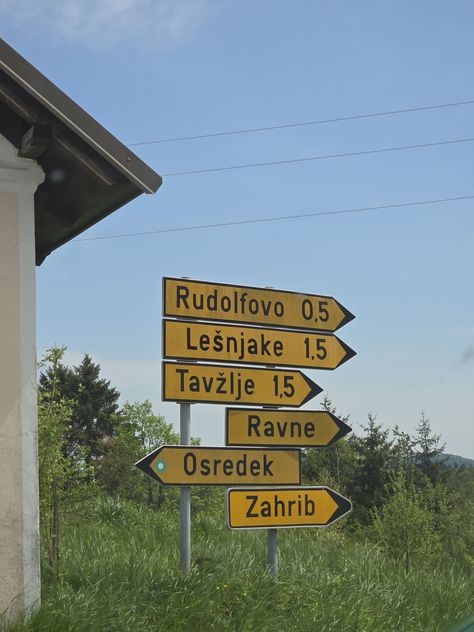 Rudolfovo 0,5
Lešnjake 1,5
Tavžlje 1,5
Ravne
Osredek
Zahrib